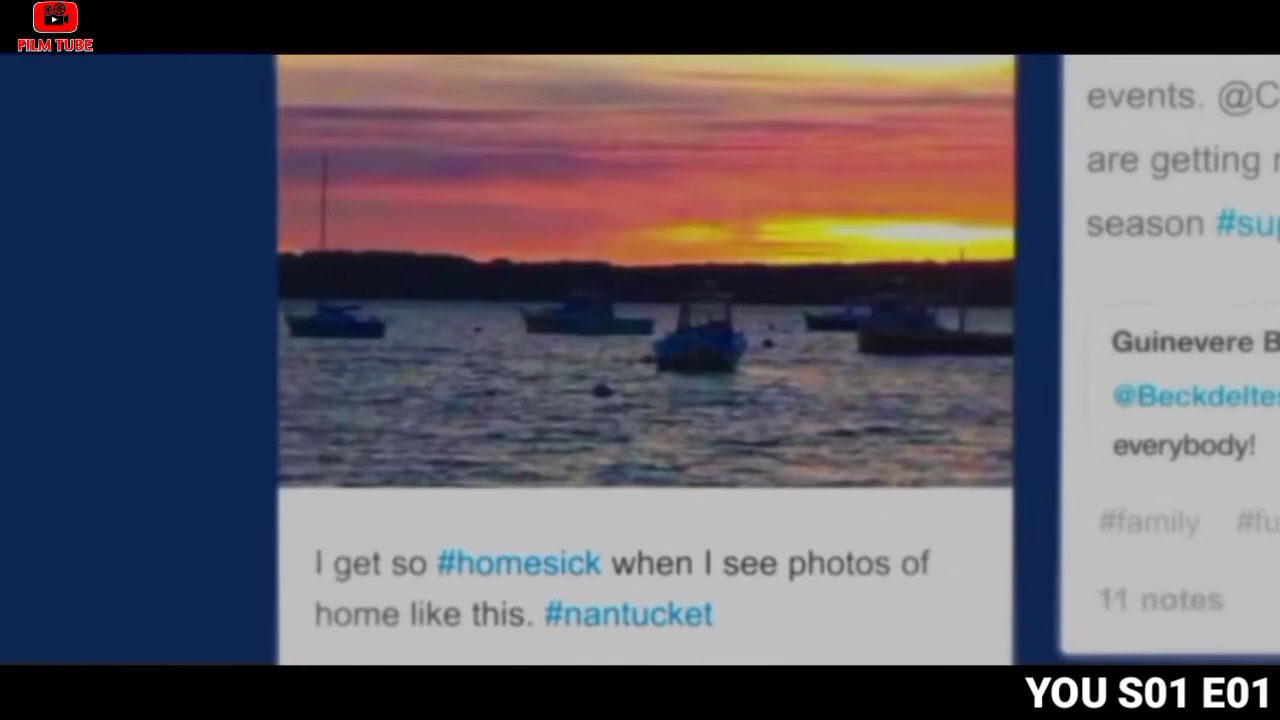 FILM TUBE
I get so #homesick when I see photos of
home like this. #nantucket
events.
are getting
season
Guinevere
everybody!
#family
11 notes
YOU S01 E01